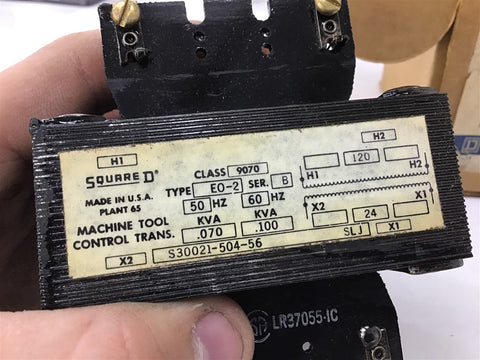 H1
SQUARE D
MADE IN U.S.A.
PLANT 65
MACHINE TOOL
CONTROL TRANS.
X2
CLASS 9070
TYPE EO-2 SER. B
50 HZ 60 HZ
KVA KVA
.070 .100
S30021-504-56
H2
120
H1 H2
X2 X1
24
SLJ X1
LR37055-1C